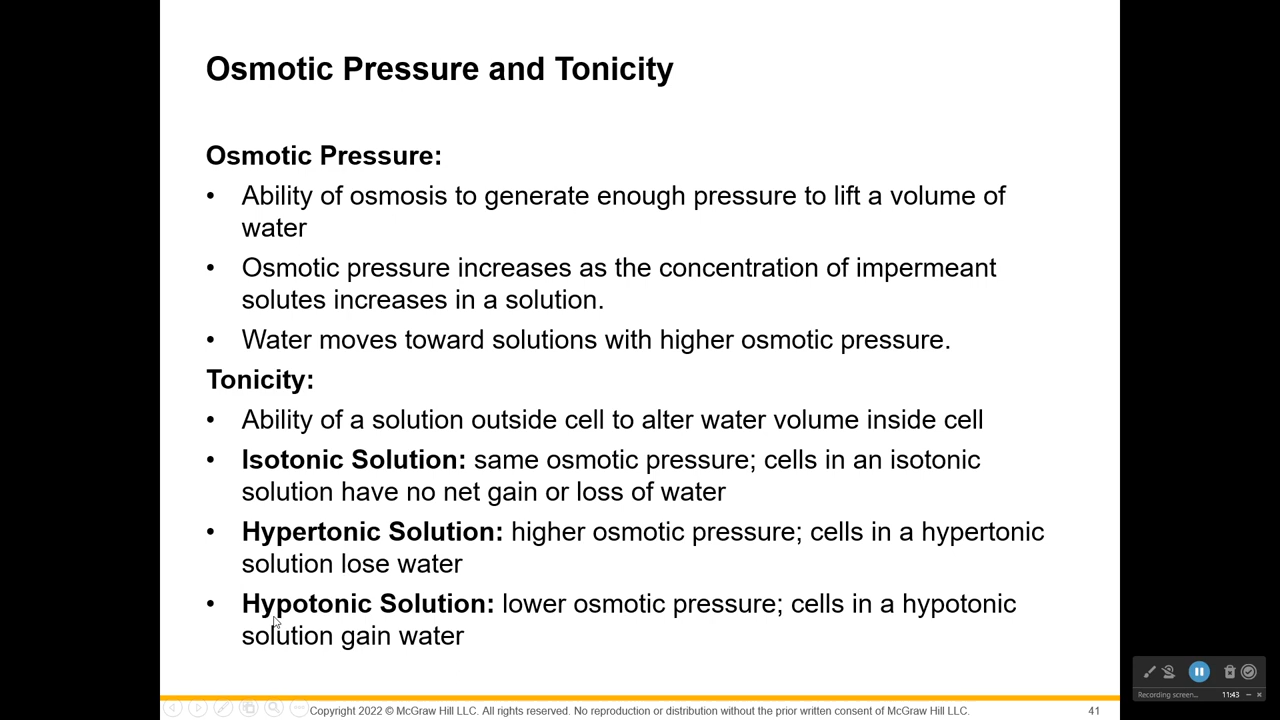 Osmotic Pressure and Tonicity
Osmotic Pressure:
• Ability of osmosis to generate enough pressure to lift a volume of
water
• Osmotic pressure increases as the concentration of impermeant
solutes increases in a solution.
• Water moves toward solutions with higher osmotic pressure.
Tonicity:
• Ability of a solution outside cell to alter water volume inside cell
• Isotonic Solution: same osmotic pressure; cells in an isotonic
solution have no net gain or loss of water
• Hypertonic Solution: higher osmotic pressure; cells in a hypertonic
solution lose water
• Hypotonic Solution: lower osmotic pressure; cells in a hypotonic
solution gain water
Recording screen... 11:43
Copyright 2022 © McGraw Hill LLC. All rights reserved. No reproduction or distribution without the prior written consent of McGraw Hill LLC. 41